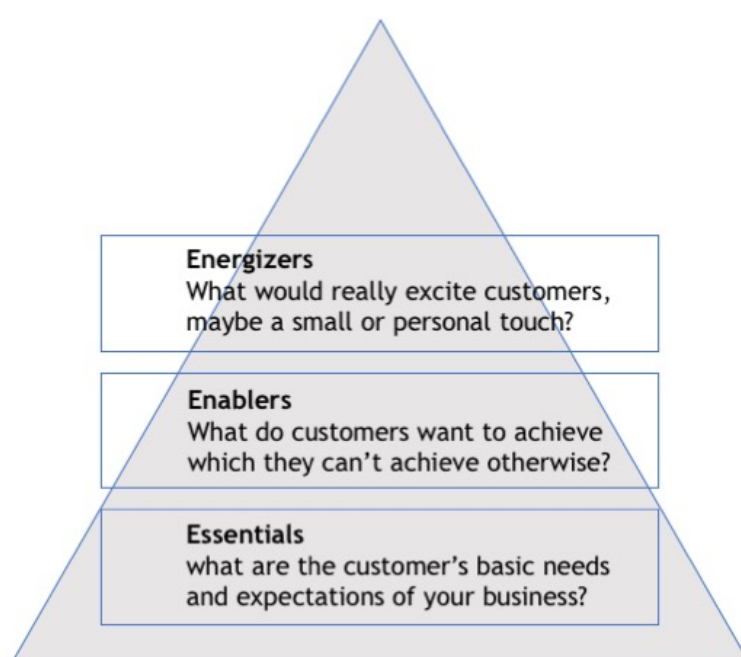 Energizers
What would really excite customers,
maybe a small or personal touch?
Enablers
What do customers want to achieve
which they can’t achieve otherwise?
Essentials
what are the customer’s basic needs
and expectations of your business?